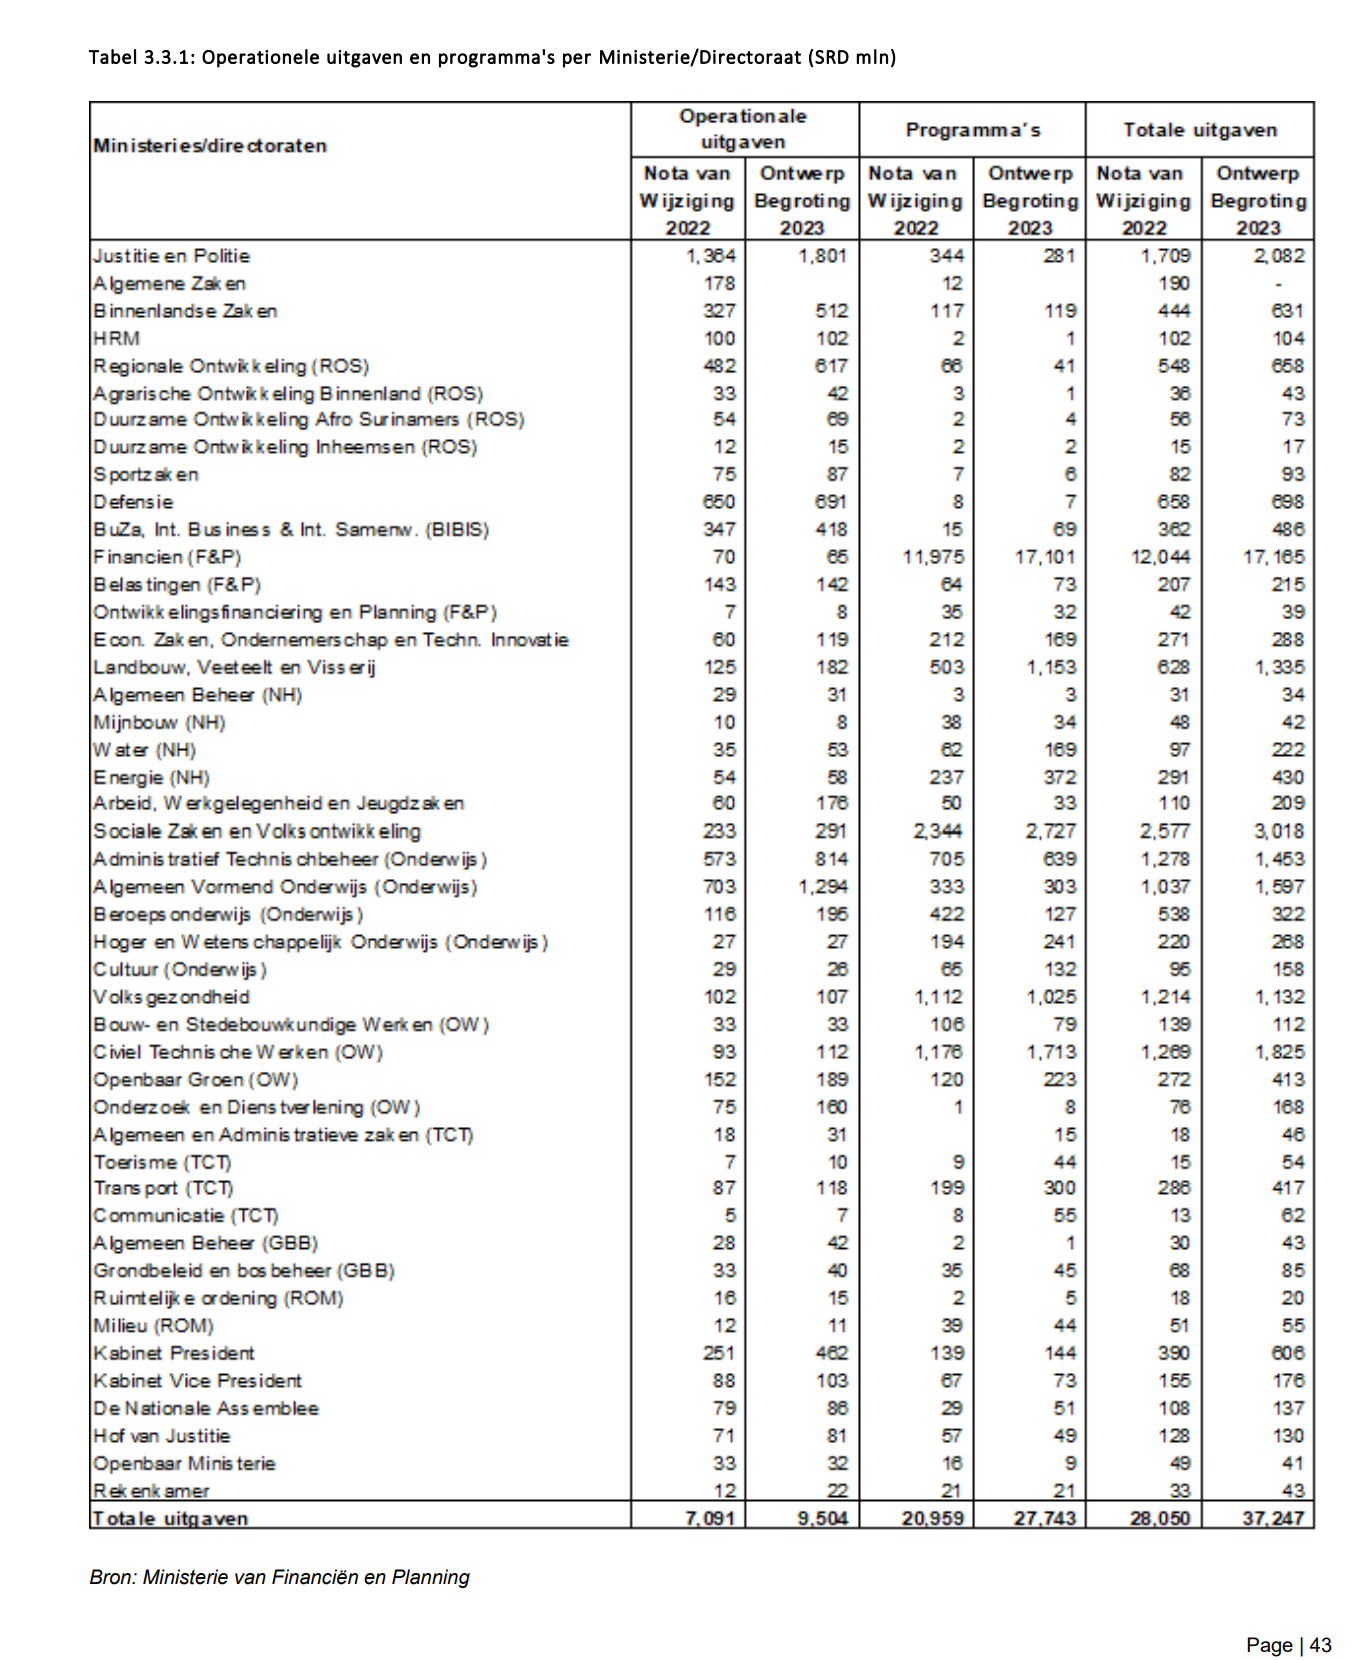 Tabel 3.3.1: Operationele uitgaven en programma's per Ministerie/Directoraat (SRD mln)
Ministeries/directoraten Operationale uitgaven Programma´s Totale uitgaven
Nota van Wijziging 2022 Ontwerp Begroting 2023 Nota van Wijziging 2022 Ontwerp Begroting 2023 Nota van Wijziging 2022 Ontwerp Begroting 2023
Justitie en Politie 1,364 1,801 344 281 1,709 2,082
Algemene Zaken 178 12 190 -
Binnenlandse Zaken 327 512 117 119 444 631
HRM 100 102 2 1 102 104
Regionale Ontwikkeling (ROS) 482 617 66 41 548 658
Agrarische Ontwikkeling Binnenland (ROS) 33 42 3 1 36 43
Duurzame Ontwikkeling Afro Surinamers (ROS) 54 69 2 4 56 73
Duurzame Ontwikkeling Inheemsen (ROS) 12 15 2 2 15 17
Sportzaken 75 87 7 6 82 93
Defensie 650 691 8 7 658 698
BuZa, Int. Business & Int. Samenw. (BIBIS) 347 418 15 69 362 486
Financien (F&P) 70 65 11,975 17,101 12,044 17,165
Belastingen (F&P) 143 142 64 73 207 215
Ontwikkelingsfinanciering en Planning (F&P) 7 8 35 32 42 39
Econ. Zaken, Ondernemerschap en Techn. Innovatie 60 119 212 169 271 288
Landbouw, Veeteelt en Visserij 125 182 503 1,153 628 1,335
Algemeen Beheer (NH) 29 31 3 3 31 34
Mijnbouw (NH) 10 8 38 34 48 42
Water (NH) 35 53 62 169 97 222
Energie (NH) 54 58 237 372 291 430
Arbeid, Werkgelegenheid en Jeugdzaken 60 176 50 33 110 209
Sociale Zaken en Volksontwikkeling 233 291 2,344 2,727 2,577 3,018
Administratief Technischbeheer (Onderwijs) 573 814 705 639 1,278 1,453
Algemeen Vormend Onderwijs (Onderwijs) 703 1,294 333 303 1,037 1,597
Beroepsonderwijs (Onderwijs) 116 195 422 127 538 322
Hoger en Wetenschappelijk Onderwijs (Onderwijs) 27 27 194 241 220 268
Cultuur (Onderwijs) 29 26 65 132 95 158
Volksgezondheid 102 107 1,112 1,025 1,214 1,132
Bouw- en Stedebouwkundige Werken (OW) 33 33 106 79 139 112
Civiel Technische Werken (OW) 93 112 1,176 1,713 1,269 1,825
Openbaar Groen (OW) 152 189 120 223 272 413
Onderzoek en Dienstverlening (OW) 75 160 1 8 76 168
Algemeen en Administratieve zaken (TCT) 18 31 15 18 46
Toerisme (TCT) 7 10 9 44 15 54
Transport (TCT) 87 118 199 300 286 417
Communicatie (TCT) 5 7 8 55 13 62
Algemeen Beheer (GBB) 28 42 2 1 30 43
Grondbeleid en bosbeheer (GBB) 33 40 35 45 68 85
Ruimtelijke ordening (ROM) 16 15 2 5 18 20
Milieu (ROM) 12 11 39 44 51 55
Kabinet President 251 462 139 144 390 606
Kabinet Vice President 88 103 67 73 155 176
De Nationale Assemblee 79 86 29 51 108 137
Hof van Justitie 71 81 57 49 128 130
Openbaar Ministerie 33 32 16 9 49 41
Rekenkamer 12 22 21 21 33 43
Totale uitgaven 7,091 9,504 20,959 27,743 28,050 37,247
Bron: Ministerie van Financiën en Planning
Page | 43